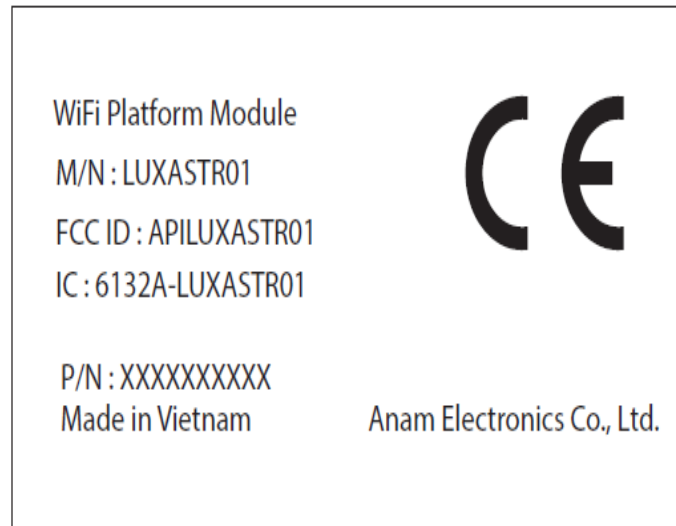 WiFi Platform Module
M/N : LUXASTR01
FCC ID : APILUXASTR01
IC : 6132A-LUXASTR01
CE
P/N : XXXXXXXXXX
Made in Vietnam
Anam Electronics Co., Ltd.